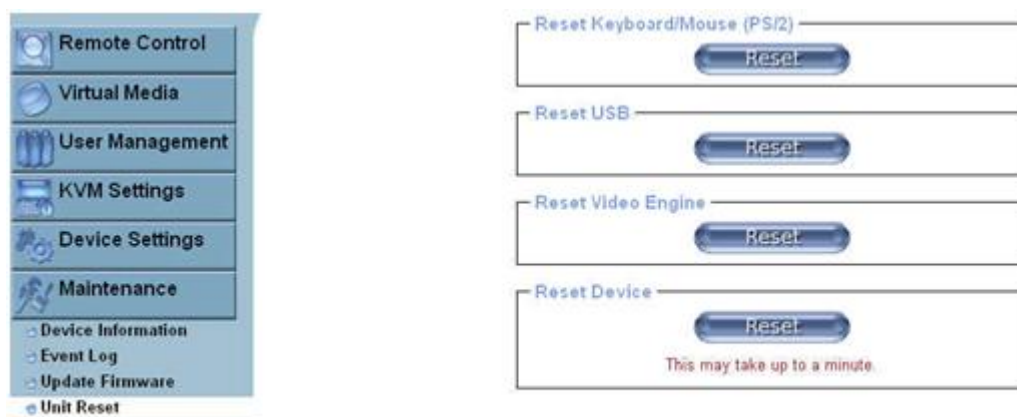 Remote Control
Virtual Media
User Management
KVM Settings
Device Settings
Maintenance
Device Information
Event Log
Update Firmware
Unit Reset
Reset Keyboard/Mouse (PS/2)
Reset
Reset USB
Reset
Reset Video Engine
Reset
Reset Device
Reset
This may take up to a minute.